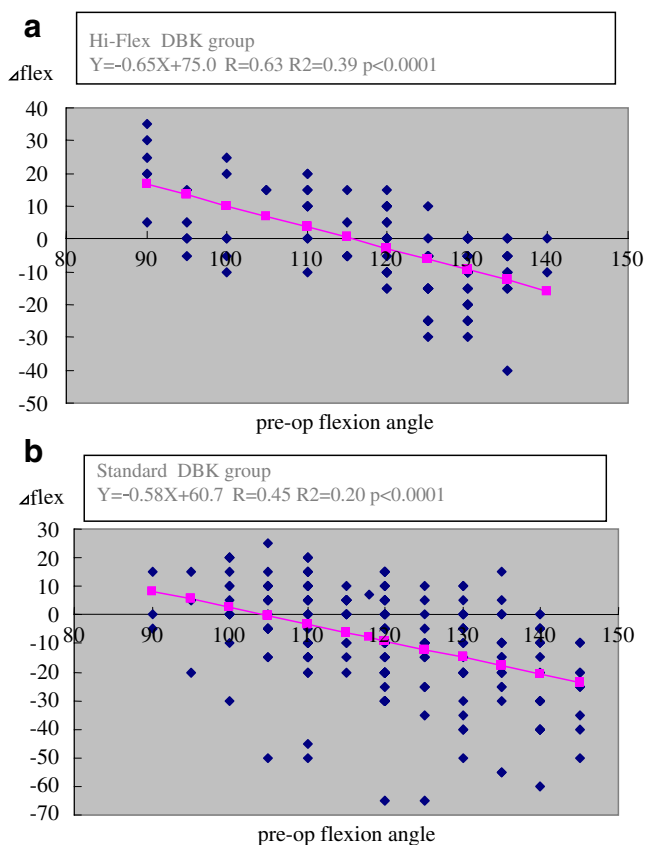 a
Hi-Flex DBK group
Y=-0.65X+75.0 R=0.63 R2=0.39 p<0.0001
⊿flex
40
30
20
10
0
80 90 100 110 120 130 140 150
-10
-20
-30
-40
-50
pre-op flexion angle
b
Standard DBK group
Y=-0.58X+60.7 R=0.45 R2=0.20 p<0.0001
⊿flex
30
20
10
0
80 90 100 110 120 130 140 150
-10
-20
-30
-40
-50
-60
-70
pre-op flexion angle